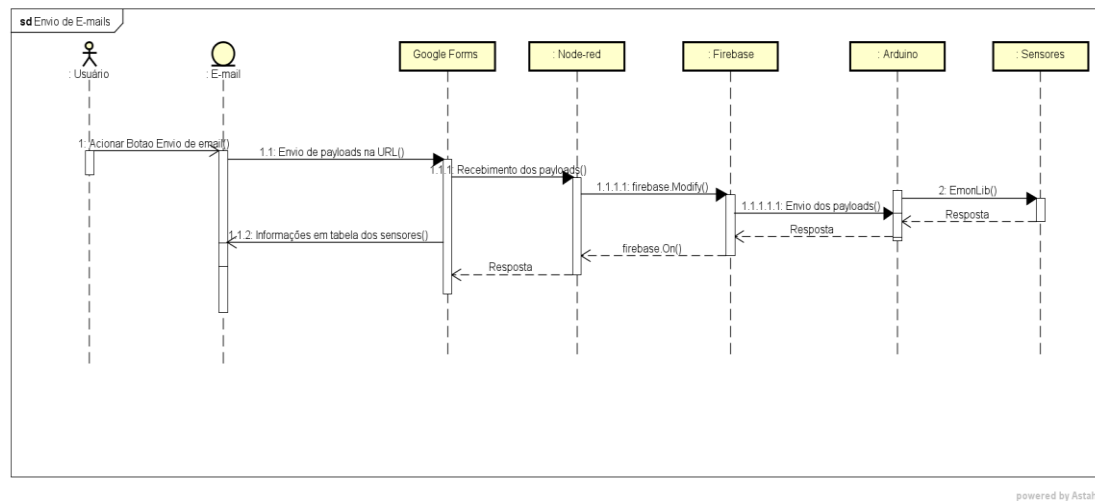 sd Envio de E-mails
: Usuário
: E-mail
Google Forms
: Node-red
: Firebase
: Arduino
: Sensores
1: Acionar Botao Envio de email()
1.1: Envio de payloads na URL()
1.1.1: Recebimento dos payloads()
1.1.1.1: firebase.Modify()
2: EmonLib()
1.1.1.1.1: Envio dos payloads()
Resposta
Resposta
1.1.2: Informações em tabela dos sensores()
firebase.On()
Resposta
powered by Astah